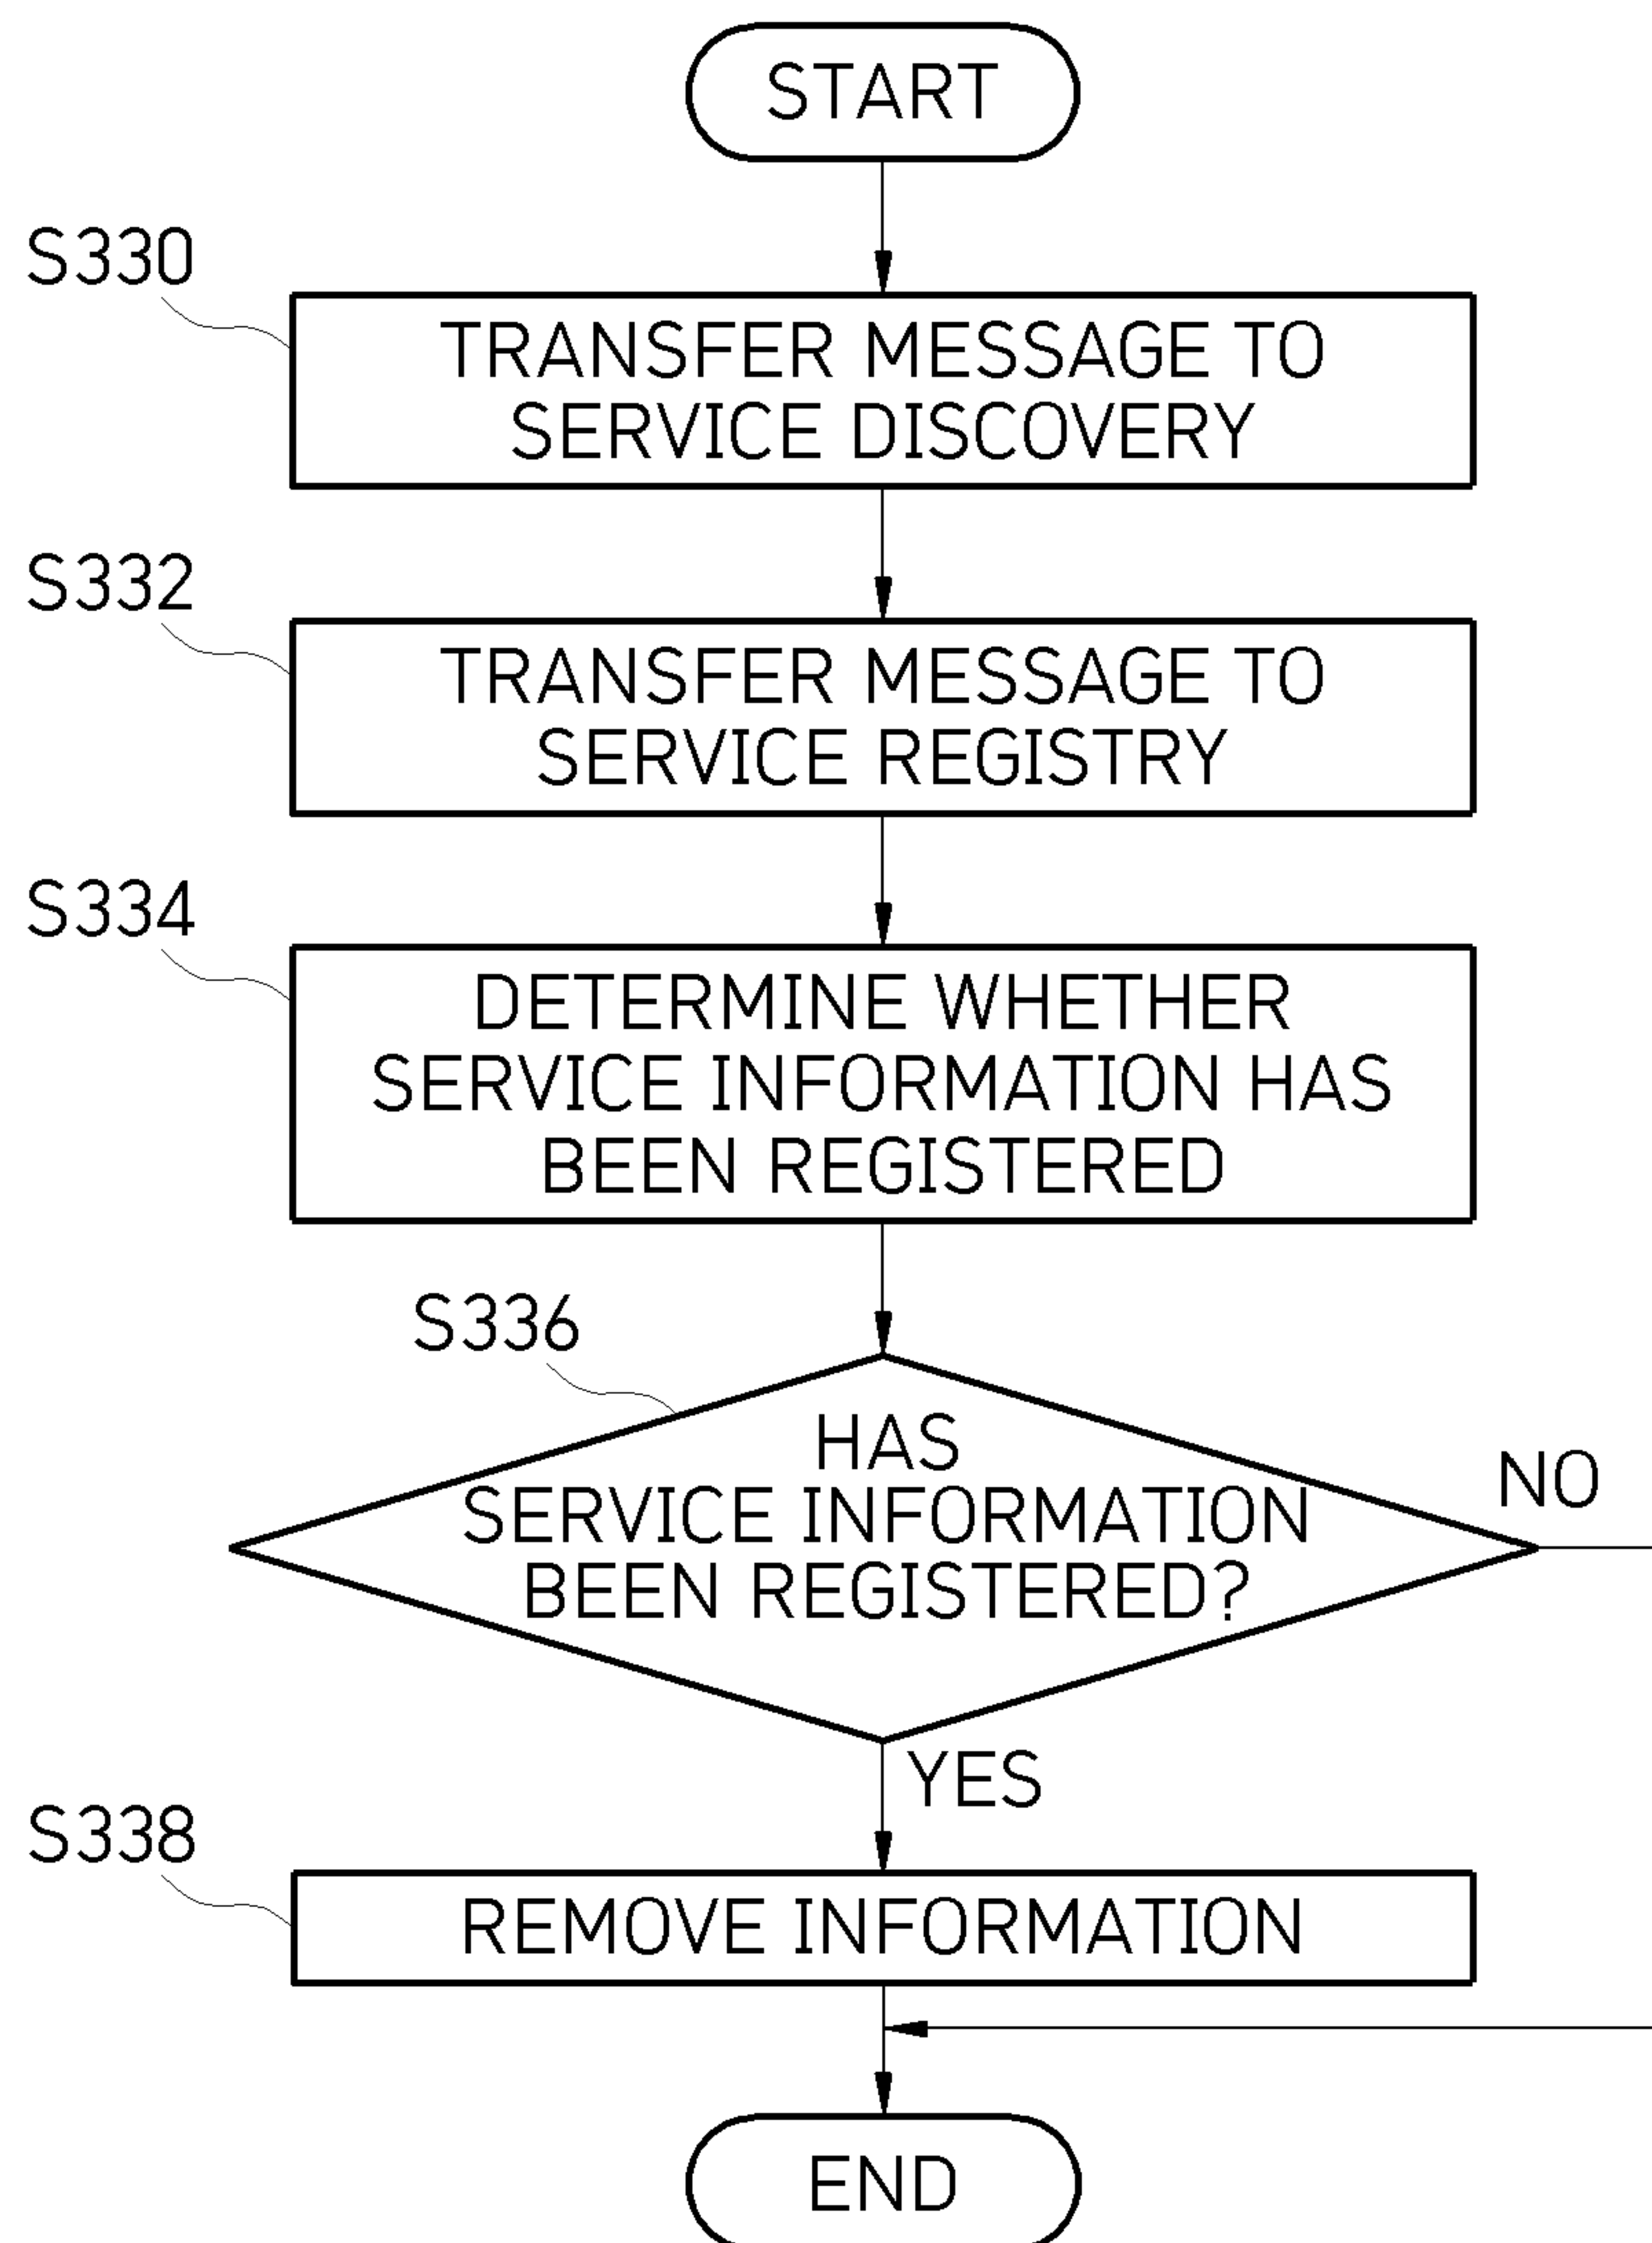 START
S330
TRANSFER MESSAGE TO
SERVICE DISCOVERY
S332
TRANSFER MESSAGE TO
SERVICE REGISTRY
S334
DETERMINE WHETHER
SERVICE INFORMATION HAS
BEEN REGISTERED
S336
HAS
SERVICE INFORMATION
BEEN REGISTERED?
NO
YES
S338
REMOVE INFORMATION
END